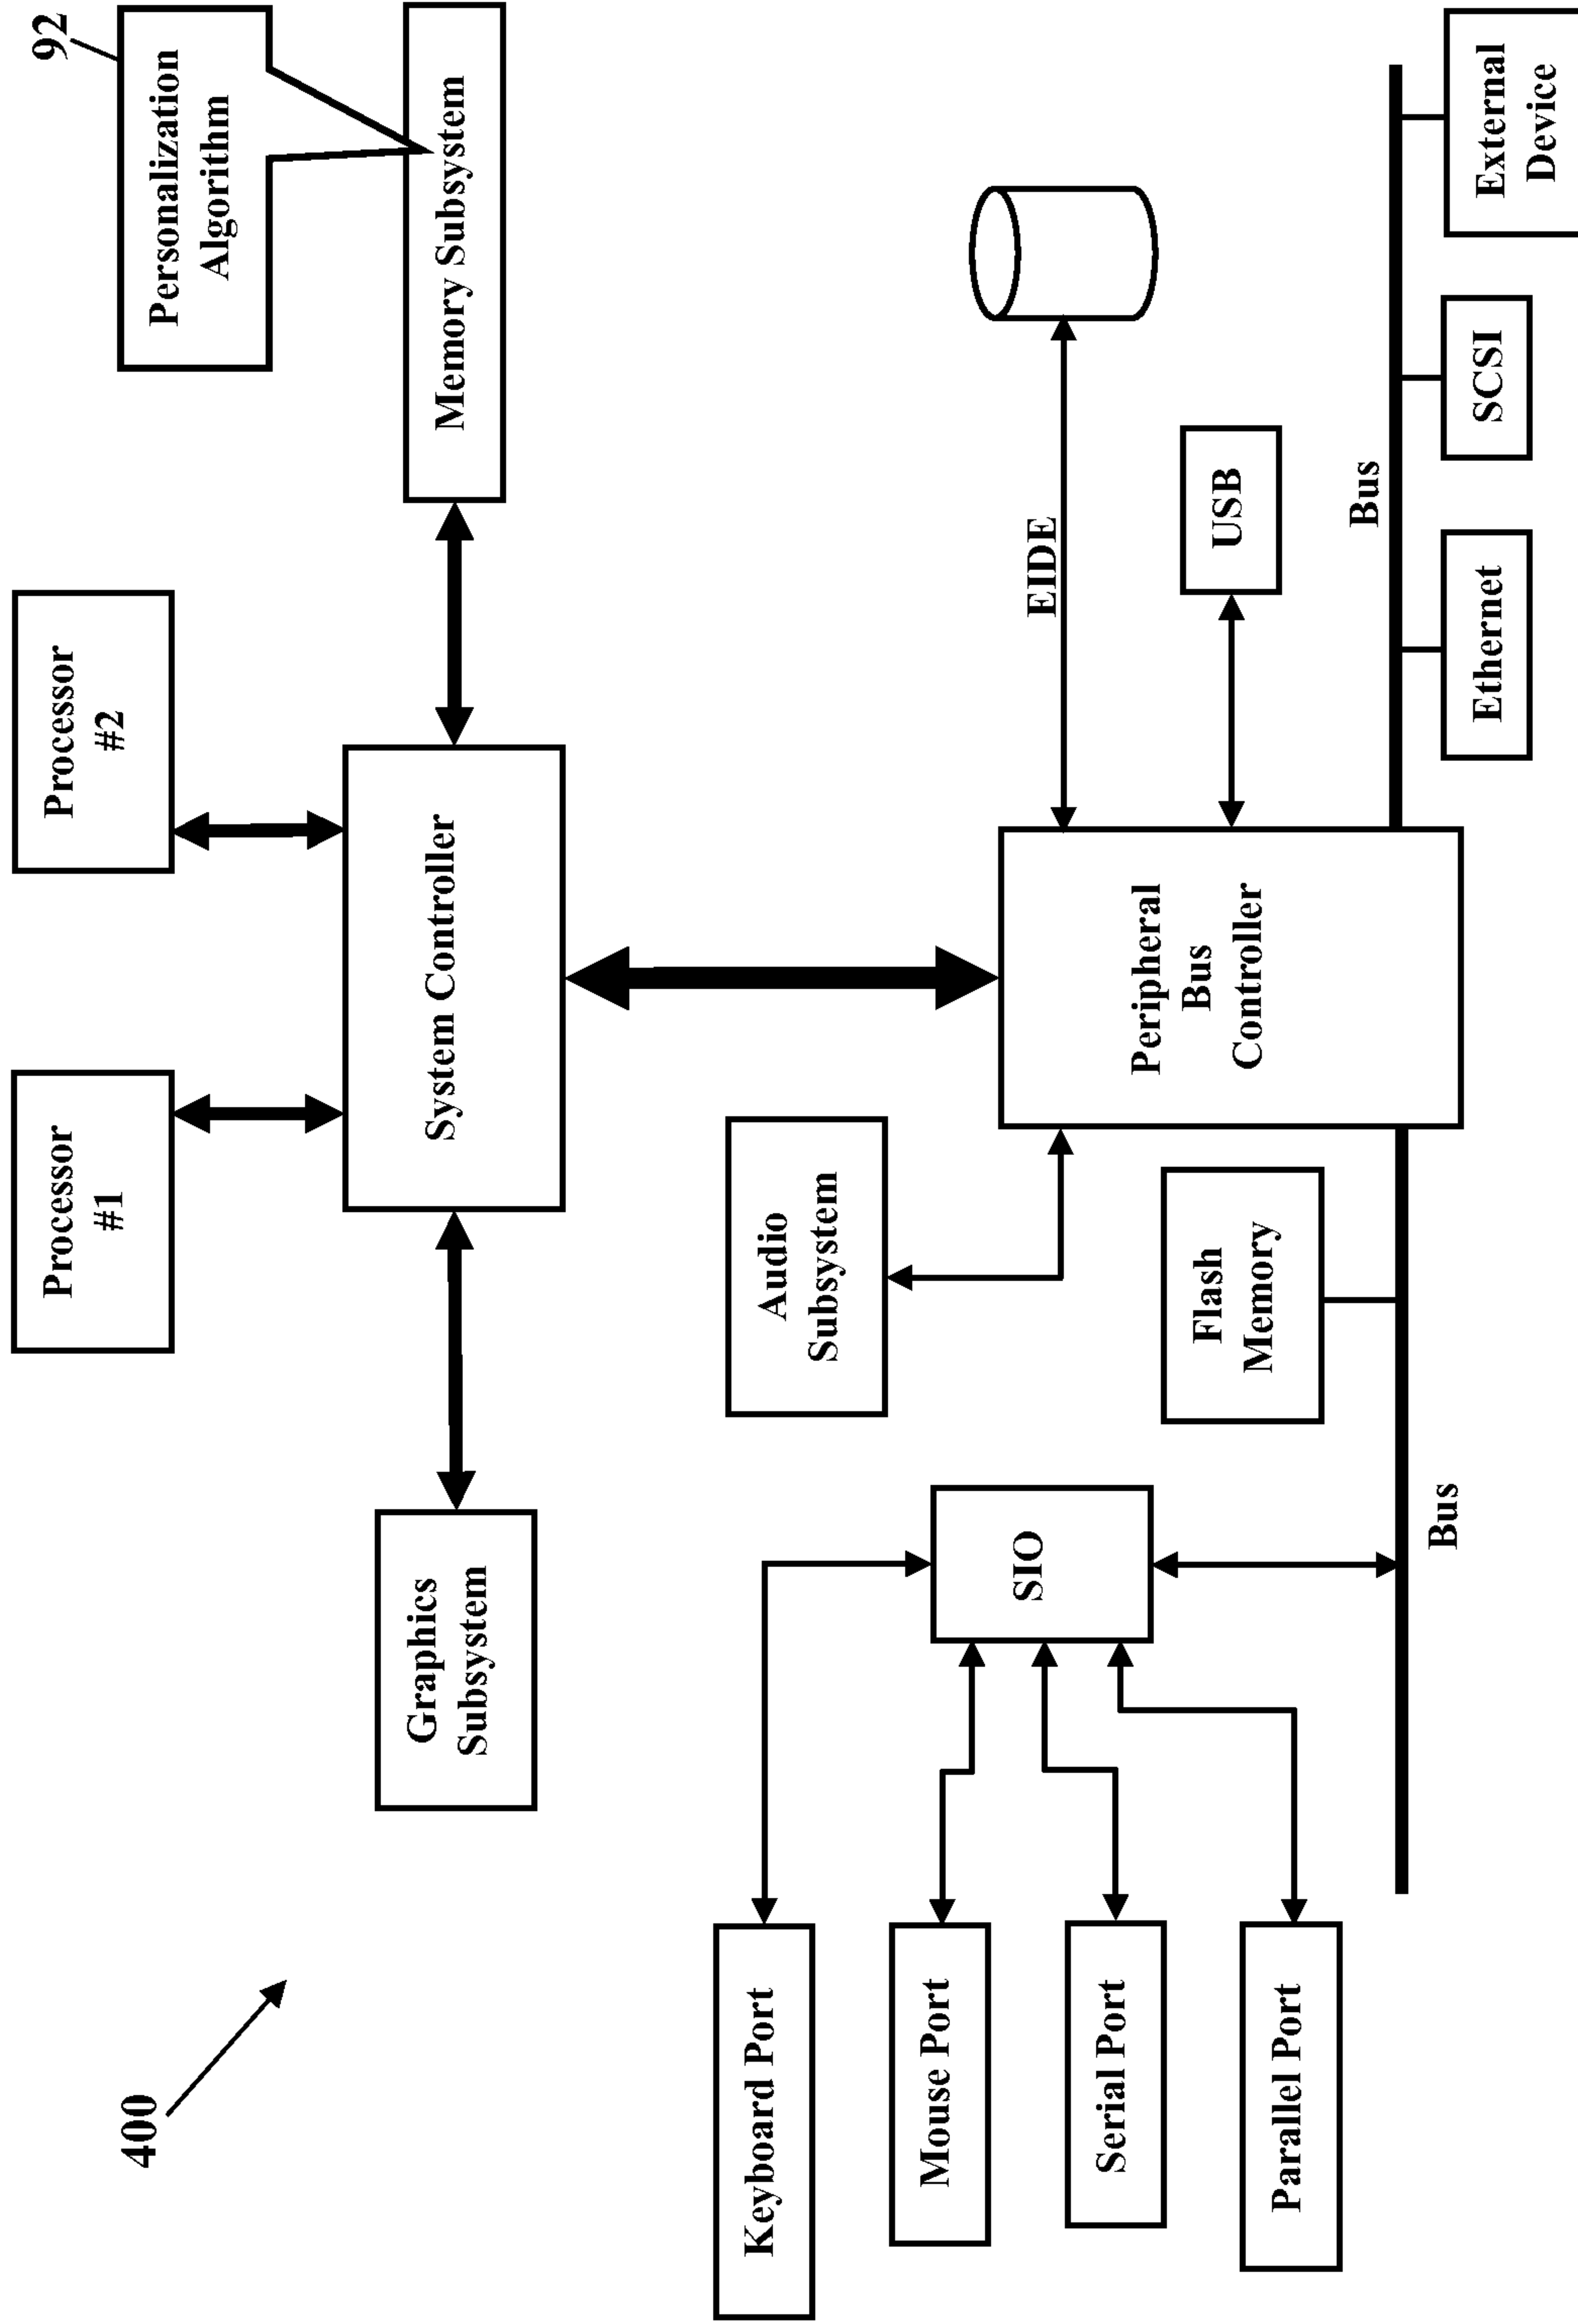 400
92
Processor
#1
Processor
#2
Personalization
Algorithm
Graphics
Subsystem
System Controller
Memory Subsystem
Keyboard Port
Audio
Subsystem
Mouse Port
SIO
EIDE
Serial Port
Flash
Memory
Peripheral
Bus
Controller
USB
Parallel Port
Bus
Bus
Ethernet
SCSI
External
Device